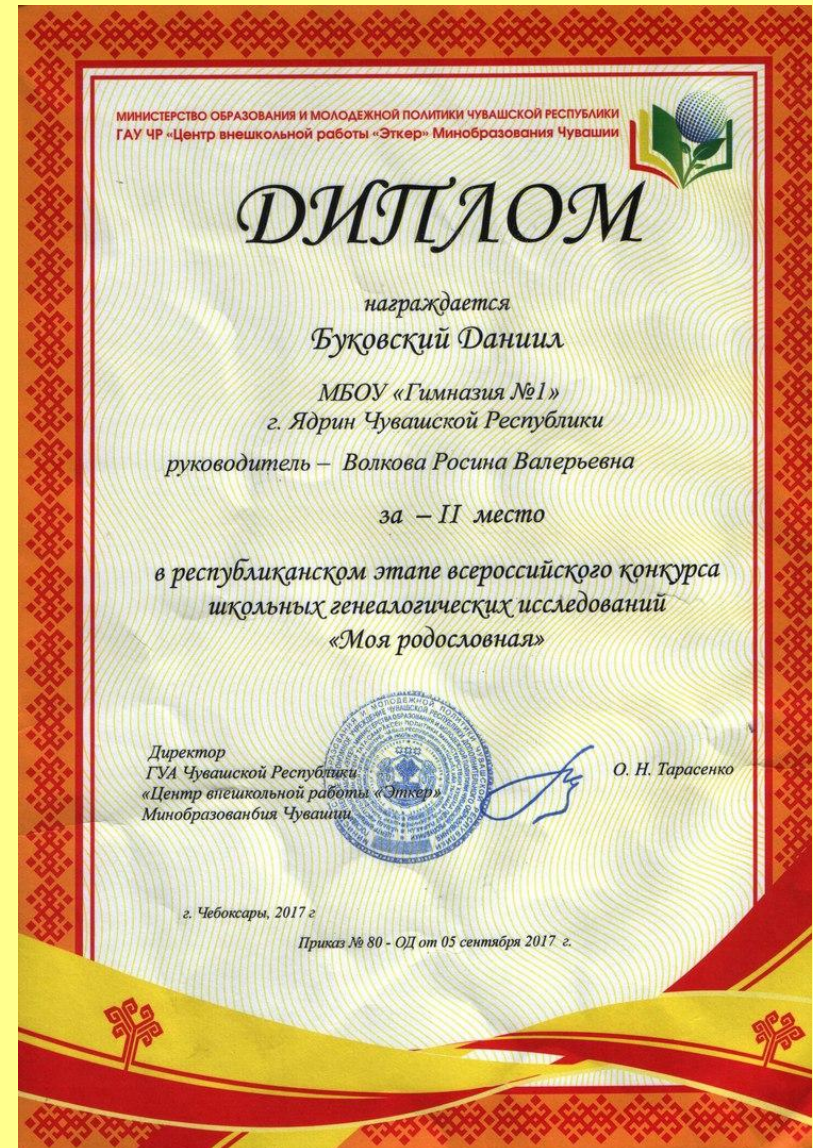 МИНИСТЕРСТВО ОБРАЗОВАНИЯ И МОЛОДЕЖНОЙ ПОЛИТИКИ ЧУВАШСКОЙ РЕСПУБЛИКИ
ГАУ ЧР «Центр внешкольной работы «Эткер» Минобразования Чувашии
ДИПЛОМ
награждается
Буковский Даниил
МБОУ «Гимназия №1»
г. Ядрин Чувашской Республики
руководитель – Волкова Росина Валерьевна
за – II место
в республиканском этапе всероссийского конкурса
школьных генеалогических исследований
«Моя родословная»
Директор
ГУА Чувашской Республики
«Центр внешкольной работы «Эткер»
Минобразованбия Чувашии
О. Н. Тарасенко
г. Чебоксары, 2017 г
Приказ № 80 - ОД от 05 сентября 2017 г.